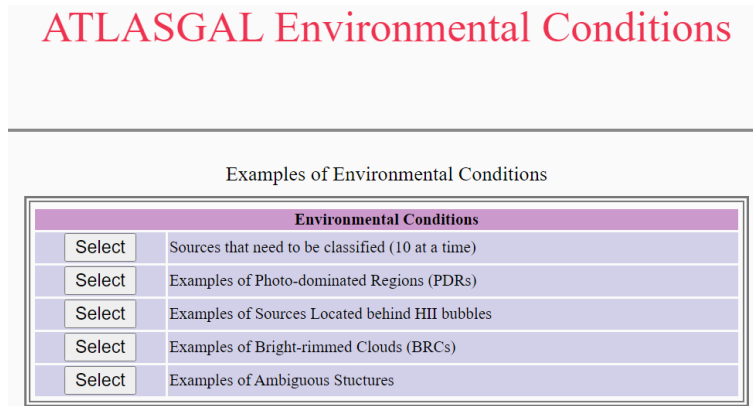 ATLASGAL Environmental Conditions
Examples of Environmental Conditions
Environmental Conditions
Select Sources that need to be classified (10 at a time)
Select Examples of Photo-dominated Regions (PDRs)
Select Examples of Sources Located behind HII bubbles
Select Examples of Bright-rimmed Clouds (BRCs)
Select Examples of Ambiguous Stuctures